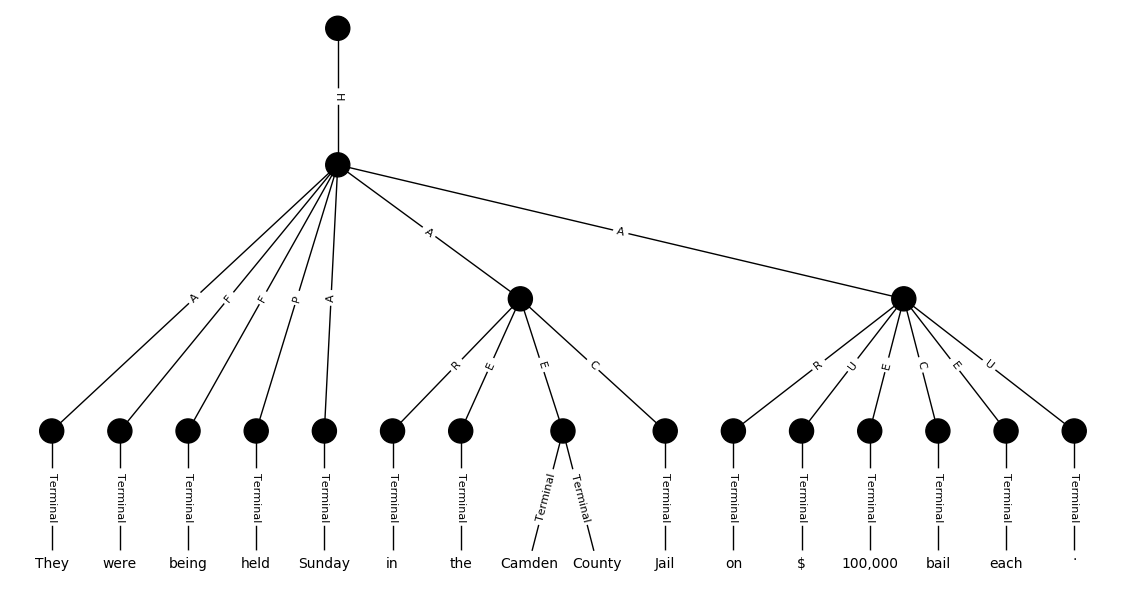 H
A A
A F F P A
R E E C R U E C E U
Terminal Terminal Terminal Terminal Terminal Terminal Terminal Terminal Terminal Terminal Terminal Terminal Terminal Terminal Terminal Terminal
They were being held Sunday in the Camden County Jail on $ 100,000 bail each .